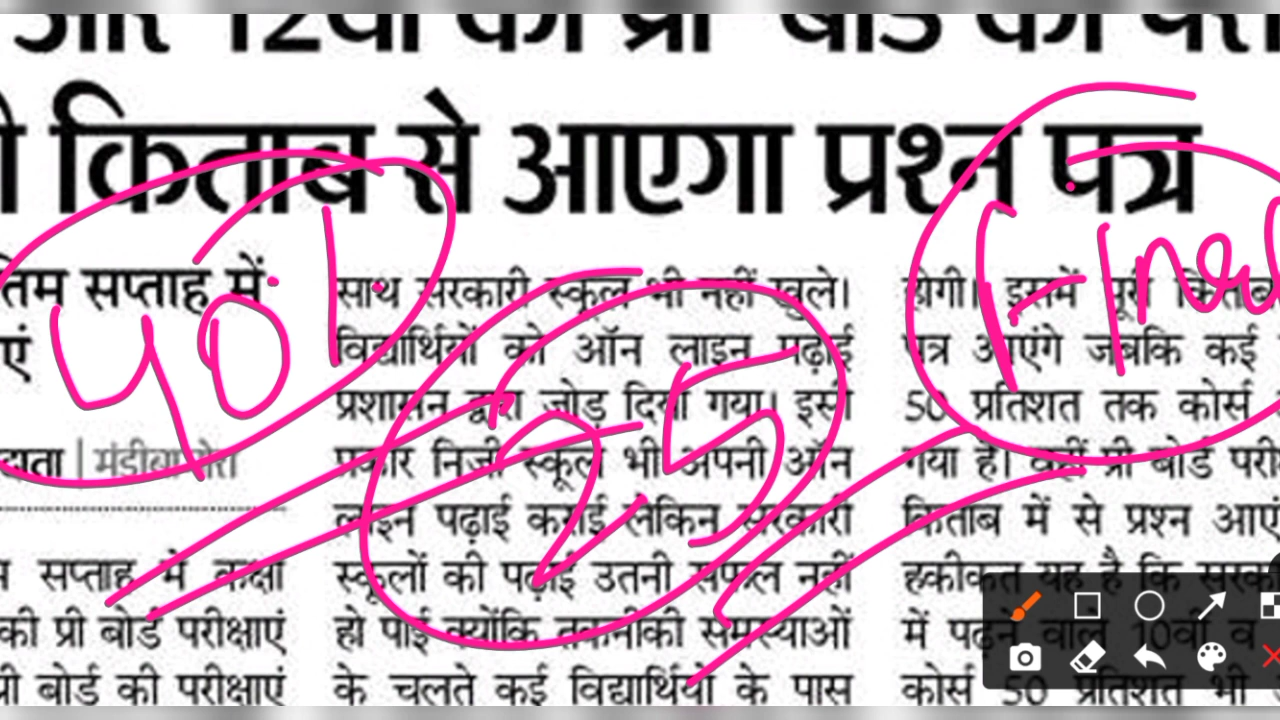 और 12वीं की प्री बोर्ड की परी
किताब से आएगा प्रश्न पत्र
तिम सप्ताह में
एं
दाता | मंडीबामोरा
सप्ताह में कक्षा
की प्री बोर्ड परीक्षाएं
प्री बोर्ड की परीक्षाएं
साथ सरकारी स्कूल भी नहीं खुले।
विद्यार्थियों को ऑन लाइन पढ़ाई
प्रशासन द्वारा जोड़ दिया गया। इसी
प्रकार निजी स्कूल भी अपनी ऑन
लाइन पढ़ाई कराई लेकिन सरकारी
स्कूलों की पढ़ाई उतनी सफल नहीं
हो पाई क्योंकि तकनीकी समस्याओं
के चलते कई विद्यार्थियों के पास
होगी। इसमें पूरी किताब
पत्र आएंगे जबकि कई
50 प्रतिशत तक कोर्स
गया है। वहीं प्री बोर्ड परी
किताब में से प्रश्न आएं
हकीकत यह है कि सरका
में पढ़ने वाले 10वीं व
कोर्स 50 प्रतिशत भी
40%
25